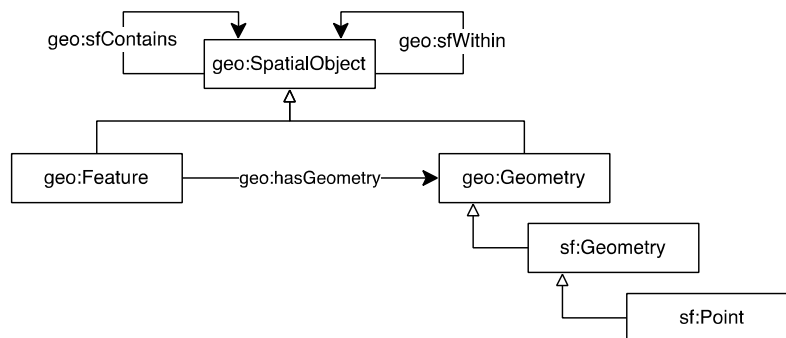 geo:sfContains
geo:sfWithin
geo:SpatialObject
geo:Feature
geo:hasGeometry
geo:Geometry
sf:Geometry
sf:Point